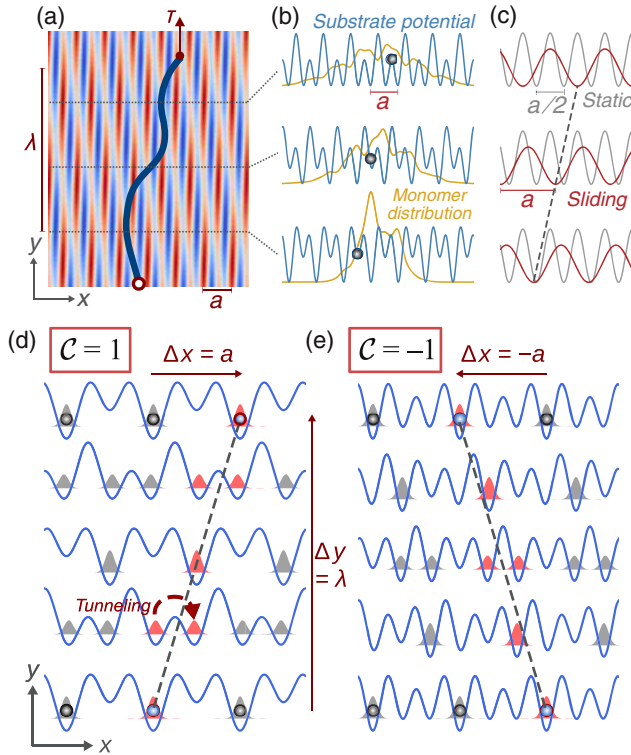 (a)
τ
λ
y
x
a
(b)
Substrate potential
a
Monomer
distribution
(c)
a/2
Static
a
Sliding
(d)
C = 1
Δx = a
Tunneling
y
x
Δy
= λ
(e)
C = −1
Δx = −a